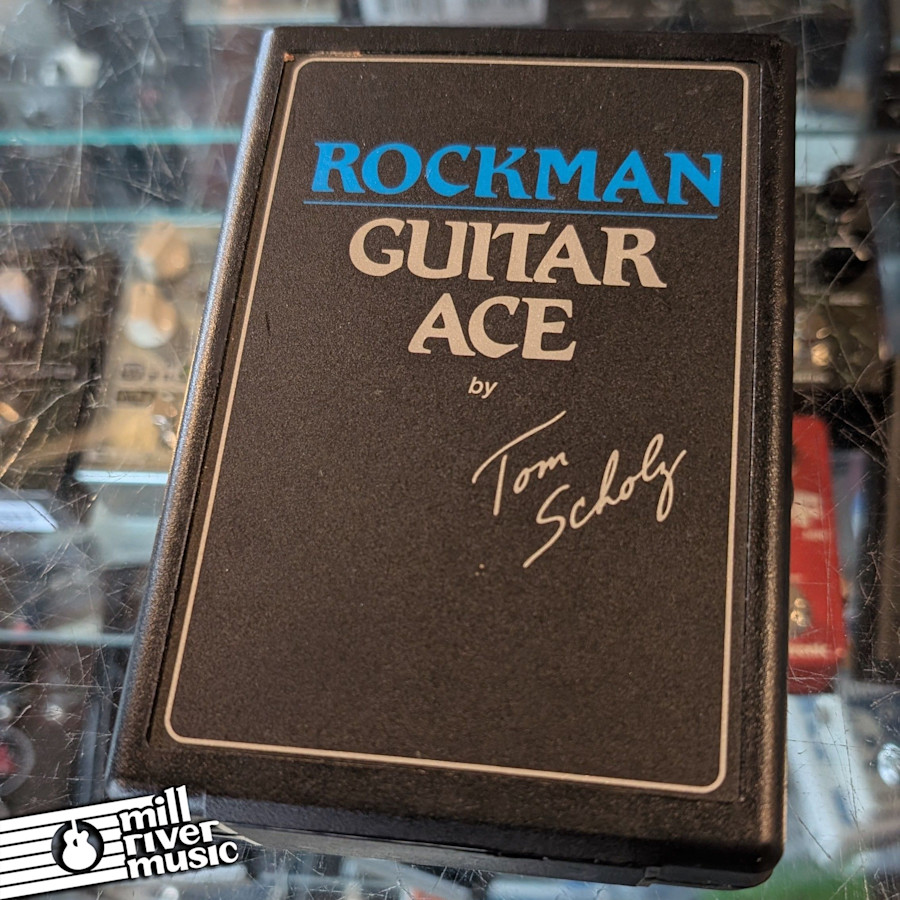 ROCKMAN
GUITAR
ACE
by
Tom
Scholz
mill
river
music